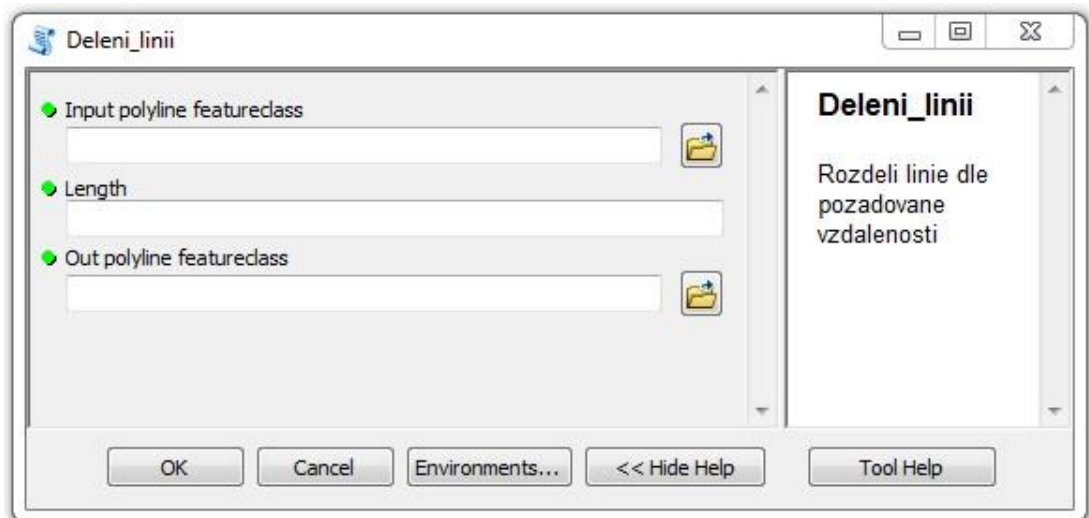 Deleni_linii
Input polyline featureclass
Length
Out polyline featureclass
Deleni_linii
Rozdeli linie dle
pozadovane
vzdalenosti
OK
Cancel
Environments...
<< Hide Help
Tool Help